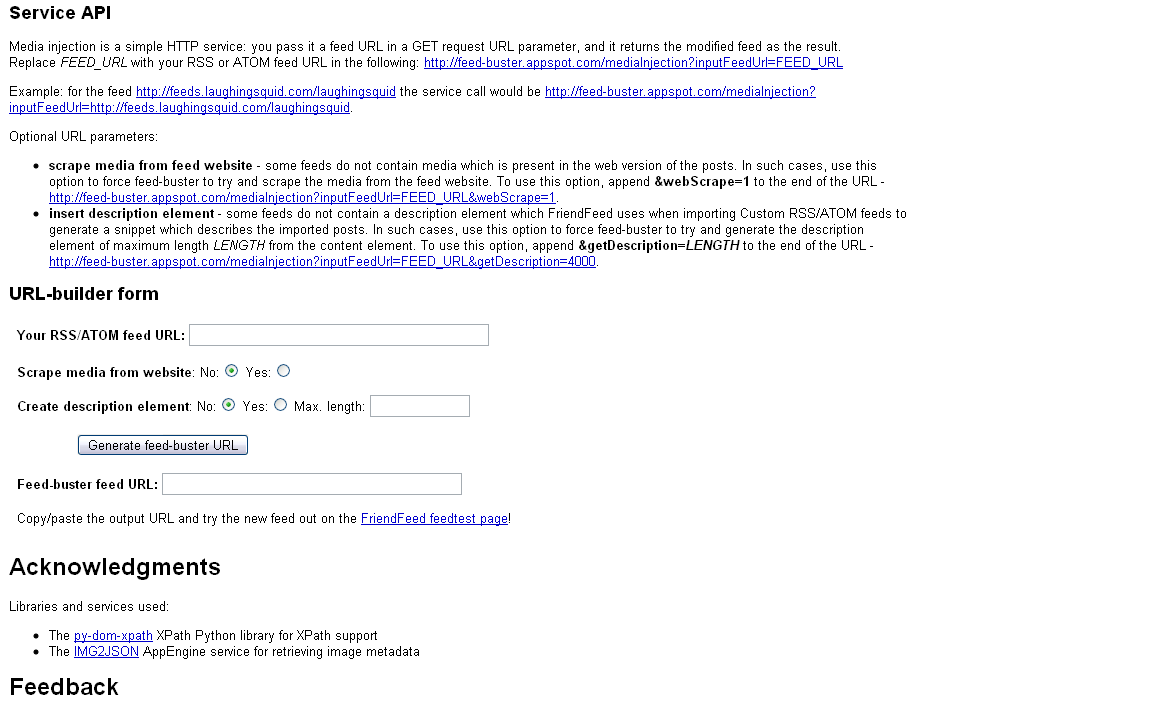 Service API
Media injection is a simple HTTP service: you pass it a feed URL in a GET request URL parameter, and it returns the modified feed as the result.
Replace FEED_URL with your RSS or ATOM feed URL in the following: http://feed-buster.appspot.com/mediaInjection?inputFeedUrl=FEED_URL
Example: for the feed http://feeds.laughingsquid.com/laughingsquid the service call would be http://feed-buster.appspot.com/mediaInjection?
inputFeedUrl=http://feeds.laughingsquid.com/laughingsquid.
Optional URL parameters:
• scrape media from feed website - some feeds do not contain media which is present in the web version of the posts. In such cases, use this
option to force feed-buster to try and scrape the media from the feed website. To use this option, append &webScrape=1 to the end of the URL -
http://feed-buster.appspot.com/mediaInjection?inputFeedUrl=FEED_URL&webScrape=1.
• insert description element - some feeds do not contain a description element which FriendFeed uses when importing Custom RSS/ATOM feeds to
generate a snippet which describes the imported posts. In such cases, use this option to force feed-buster to try and generate the description
element of maximum length LENGTH from the content element. To use this option, append &getDescription=LENGTH to the end of the URL -
http://feed-buster.appspot.com/mediaInjection?inputFeedUrl=FEED_URL&getDescription=4000.
URL-builder form
Your RSS/ATOM feed URL:
Scrape media from website: No: Yes:
Create description element: No: Yes: Max. length:
Generate feed-buster URL
Feed-buster feed URL:
Copy/paste the output URL and try the new feed out on the FriendFeed feedtest page!
Acknowledgments
Libraries and services used:
• The py-dom-xpath XPath Python library for XPath support
• The IMG2JSON AppEngine service for retrieving image metadata
Feedback